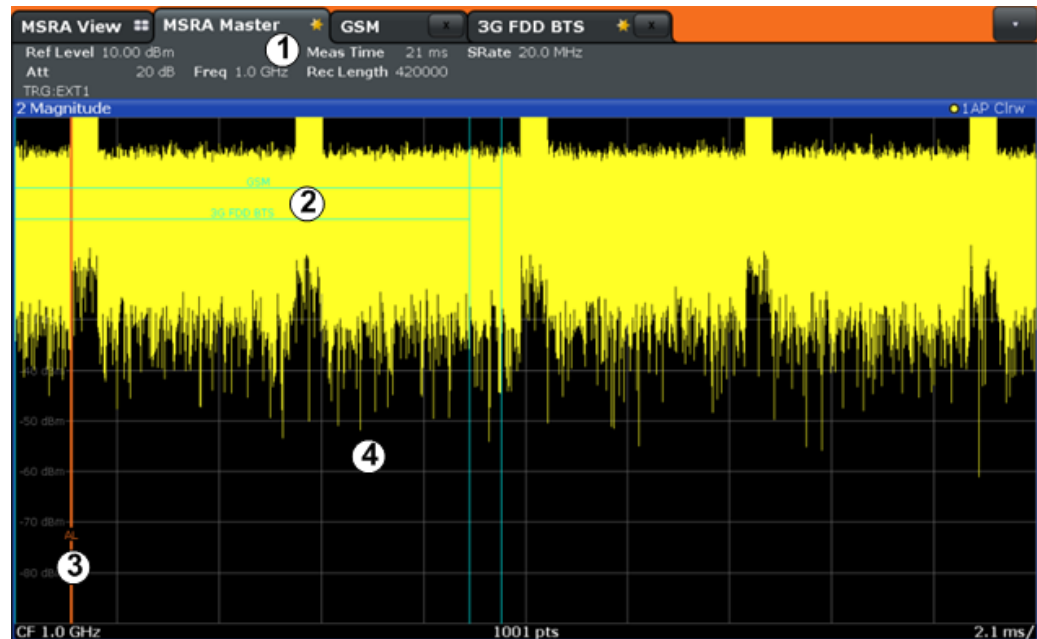 MSRA View MSRA Master GSM x 3G FDD BTS x
1
Ref Level 10.00 dBm Meas Time 21 ms SRate 20.0 MHz
Att 20 dB Freq 1.0 GHz Rec Length 420000
TRG:EXT1
2 Magnitude 1AP Clrw
GSM
2
3G FDD BTS
-40 dBm
-50 dBm
4
-60 dBm
-70 dBm
AL
3
-80 dBm
CF 1.0 GHz 1001 pts 2.1 ms/